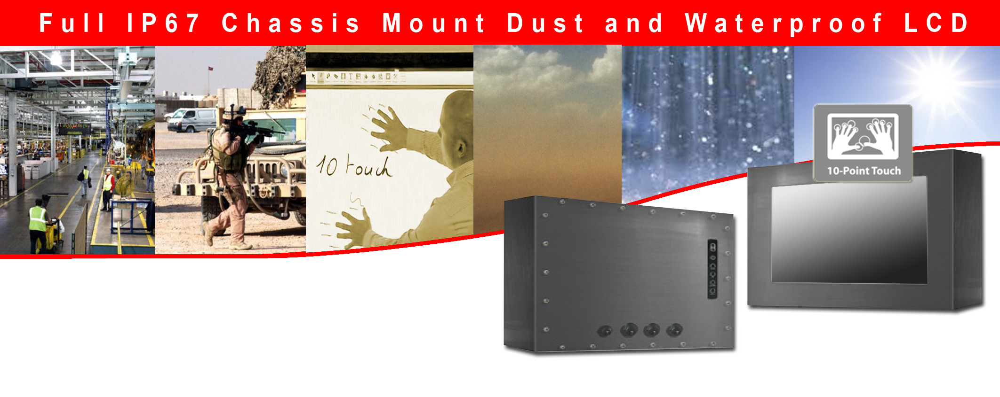 Full IP67 Chassis Mount Dust and Waterproof LCD
10 touch
10-Point Touch